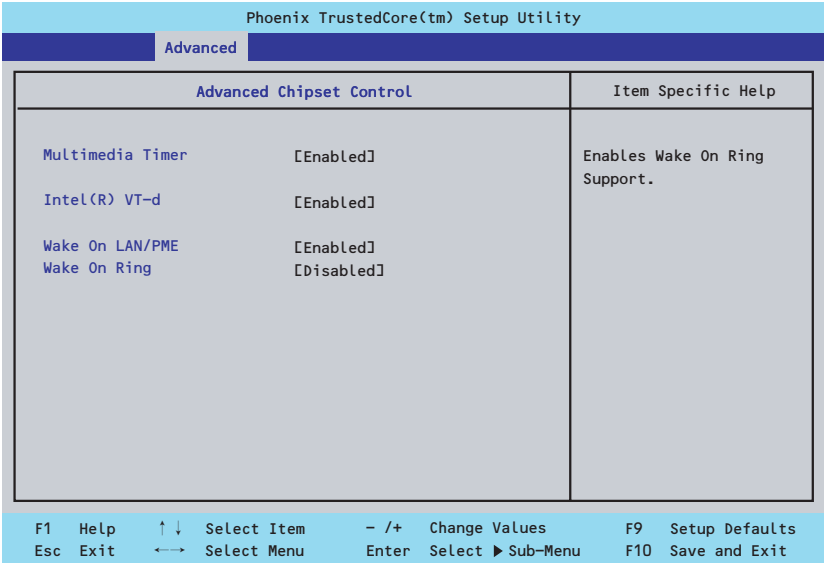 Phoenix TrustedCore(tm) Setup Utility
Advanced
Advanced Chipset Control
Item Specific Help
Multimedia Timer [Enabled]
Intel(R) VT-d [Enabled]
Wake On LAN/PME [Enabled]
Wake On Ring [Disabled]
Enables Wake On Ring
Support.
F1 Help ↑↓ Select Item - /+ Change Values F9 Setup Defaults
Esc Exit ←→ Select Menu Enter Select ▶ Sub-Menu F10 Save and Exit